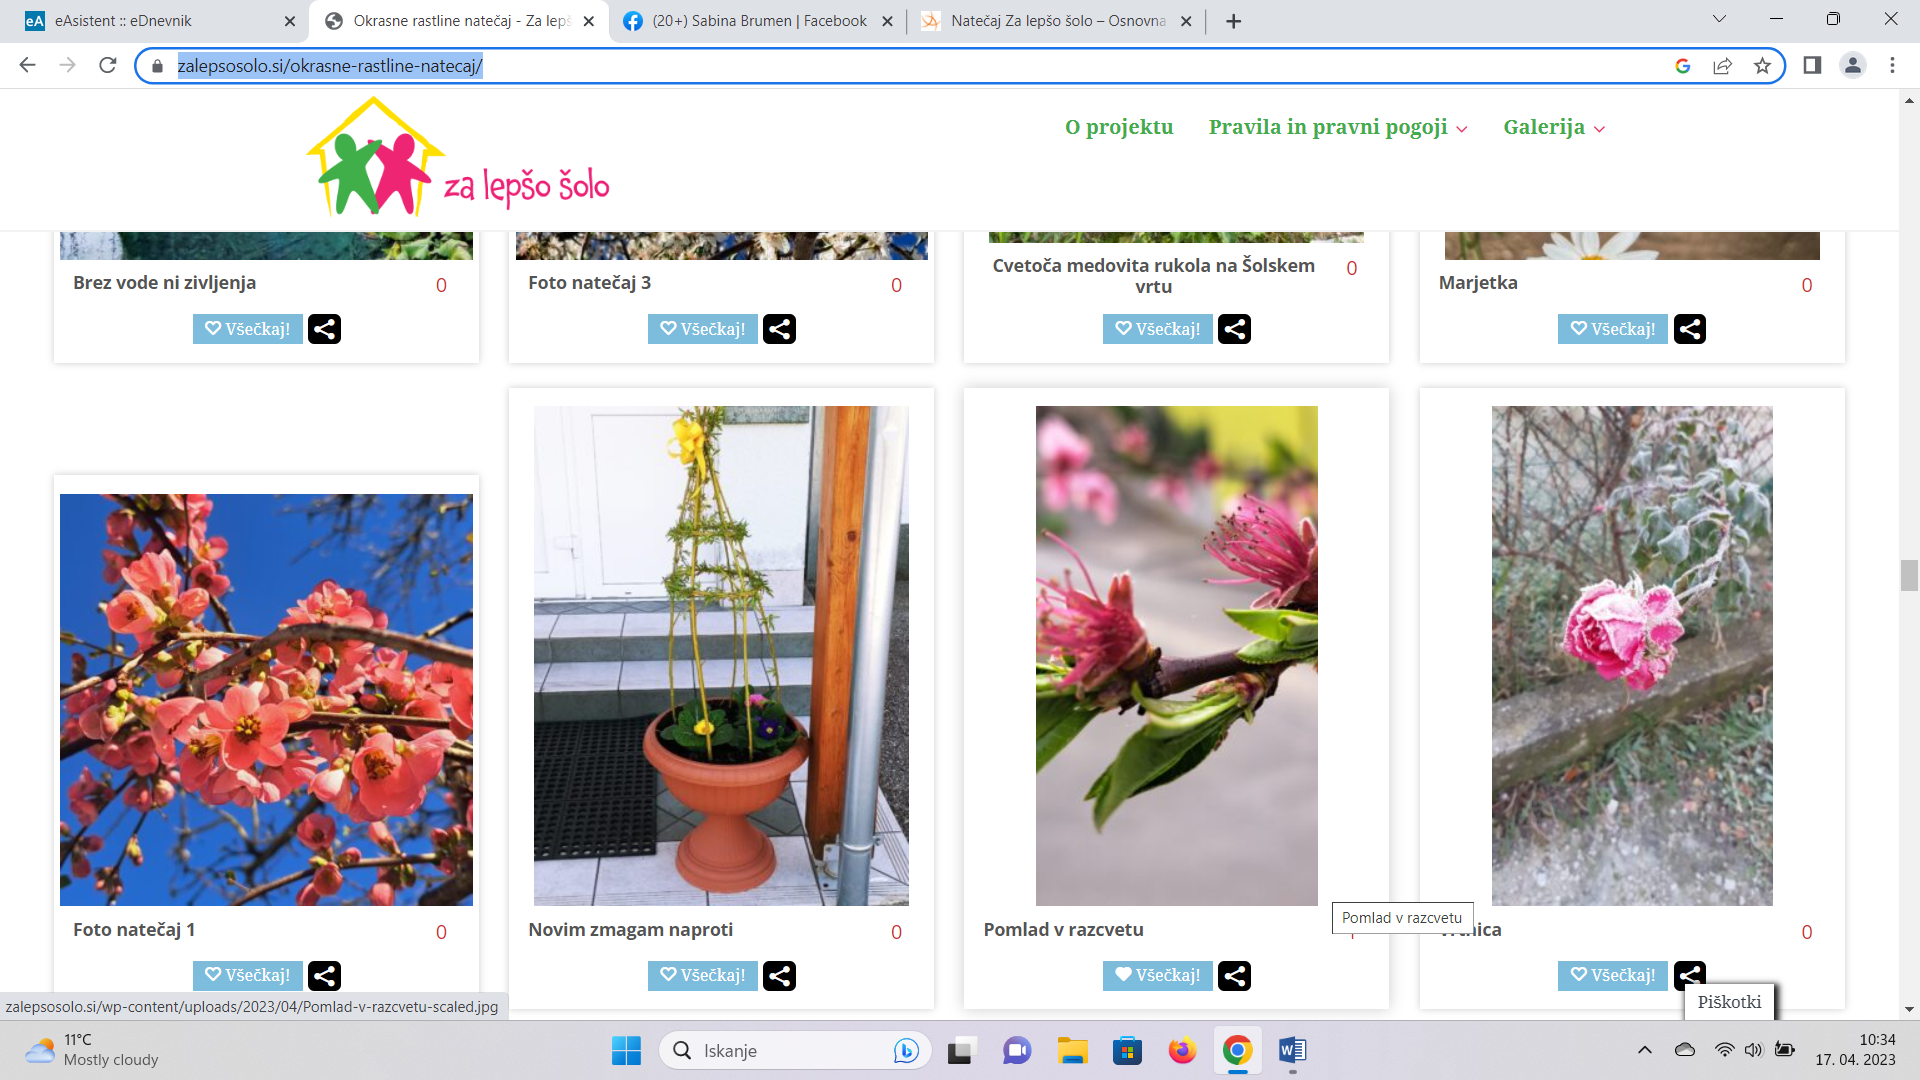 eAsistent :: eDnevnik
Okrasne rastline natečaj - Za lepš
(20+) Sabina Brumen | Facebook
Natečaj Za lepšo šolo – Osnovna
zalepsosolo.si/okrasne-rastline-natecaj/
za lepšo šolo
O projektu
Pravila in pravni pogoji
Galerija
Brez vode ni zivljenja 0
Foto natečaj 3 0
Cvetoča medovita rukola na Šolskem 0
vrtu
Marjetka 0
Všečkaj!
Všečkaj!
Všečkaj!
Všečkaj!
Pomlad v razcvetu
Foto natečaj 1 0
Novim zmagam naproti 0
Pomlad v razcvetu
0
Všečkaj!
Všečkaj!
Všečkaj!
Všečkaj!
Piškotki
zalepsosolo.si/wp-content/uploads/2023/04/Pomlad-v-razcvetu-scaled.jpg
11°C
Mostly cloudy
Iskanje
10:34
17. 04. 2023